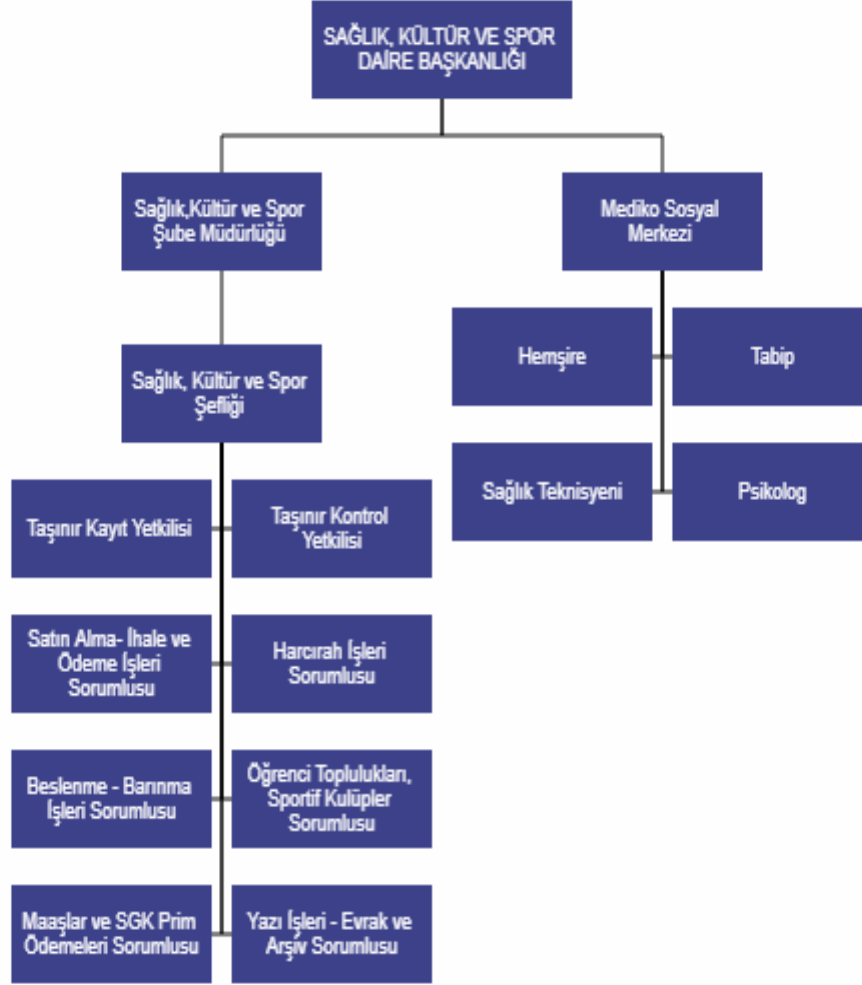 SAĞLIK, KÜLTÜR VE SPOR
DAİRE BAŞKANLIĞI
Sağlık,Kültür ve Spor
Şube Müdürlüğü
Mediko Sosyal
Merkezi
Sağlık, Kültür ve Spor
Şefliği
Hemşire
Tabip
Sağlık Teknisyeni
Psikolog
Taşınır Kayıt Yetkilisi
Taşınır Kontrol
Yetkilisi
Satın Alma- İhale ve
Ödeme İşleri
Sorumlusu
Harcırah İşleri
Sorumlusu
Beslenme - Barınma
İşleri Sorumlusu
Öğrenci Toplulukları,
Sportif Kulüpler
Sorumlusu
Maaşlar ve SGK Prim
Ödemeleri Sorumlusu
Yazı İşleri - Evrak ve
Arşiv Sorumlusu